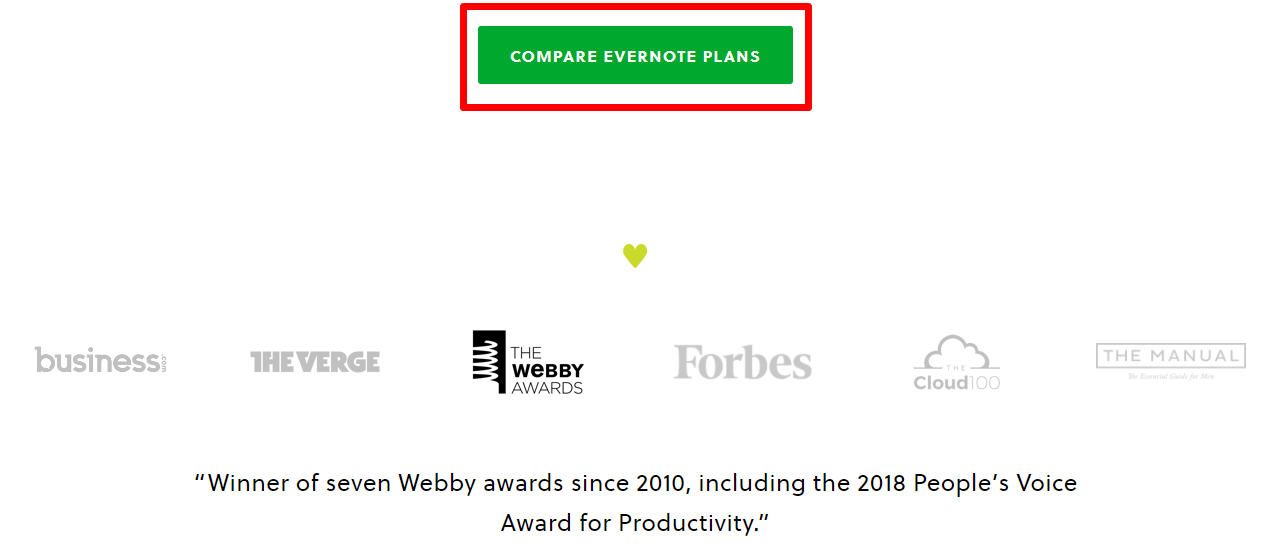 COMPARE EVERNOTE PLANS
business.com
THE VERGE
THE
WEBBY
AWARDS
Forbes
THE
Cloud100
THE MANUAL
The Essential Guide for Men
“Winner of seven Webby awards since 2010, including the 2018 People’s Voice
Award for Productivity.”